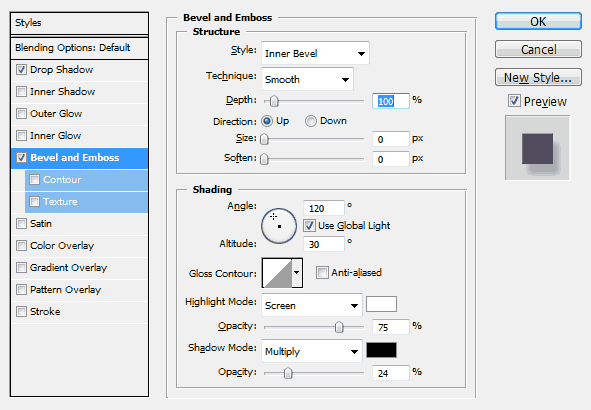 Styles
Blending Options: Default
Drop Shadow
Inner Shadow
Outer Glow
Inner Glow
Bevel and Emboss
Contour
Texture
Satin
Color Overlay
Gradient Overlay
Pattern Overlay
Stroke
Bevel and Emboss
Structure
Style: Inner Bevel
Technique: Smooth
Depth: 100 %
Direction: Up Down
Size: 0 px
Soften: 0 px
Shading
Angle: 120 °
Use Global Light
Altitude: 30 °
Gloss Contour: Anti-aliased
Highlight Mode: Screen
Opacity: 75 %
Shadow Mode: Multiply
Opacity: 24 %
OK
Cancel
New Style...
Preview